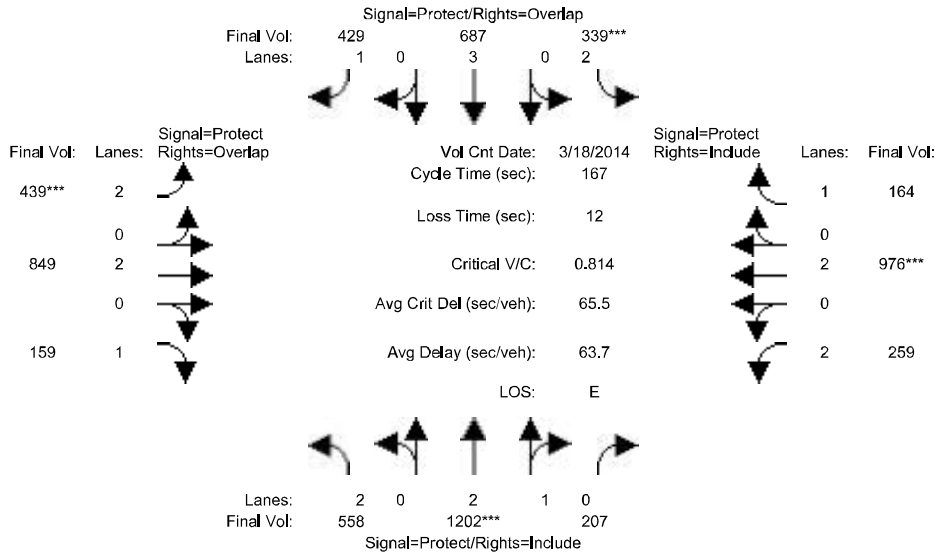 Signal=Protect/Rights=Overlap
Final Vol: 429 687 339***
Lanes: 1 0 3 0 2
Signal=Protect
Final Vol: Lanes: Rights=Overlap
Vol Cnt Date: 3/18/2014
Signal=Protect
Rights=Include Lanes: Final Vol:
Cycle Time (sec): 167
439*** 2
1 164
Loss Time (sec): 12
0
0
849 2
Critical V/C: 0.814
2 976***
0
Avg Crit Del (sec/veh): 65.5
0
159 1
Avg Delay (sec/veh): 63.7
2 259
LOS: E
Lanes: 2 0 2 1 0
Final Vol: 558 1202*** 207
Signal=Protect/Rights=Include